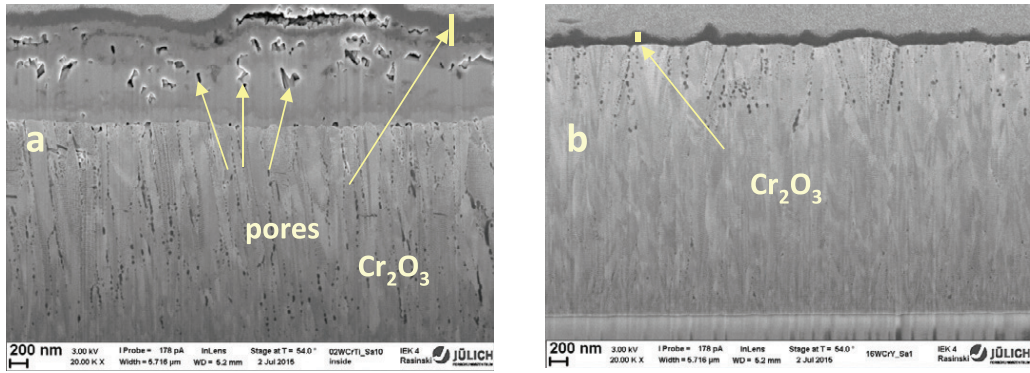 a
pores
Cr₂O₃
200 nm
3.00 kV
20.00 K X
I Probe = 178 pA
Width = 5.716 µm
InLens
WD = 5.2 mm
Stage at T = 54.0 °
2 Jul 2015
02WCrTi_Sa10
inside
IEK 4
Rasinski
JÜLICH
b
Cr₂O₃
200 nm
3.00 kV
20.00 K X
I Probe = 178 pA
Width = 5.716 µm
InLens
WD = 5.2 mm
Stage at T = 54.0 °
2 Jul 2015
16WCrY_Sa1
IEK 4
Rasinski
JÜLICH